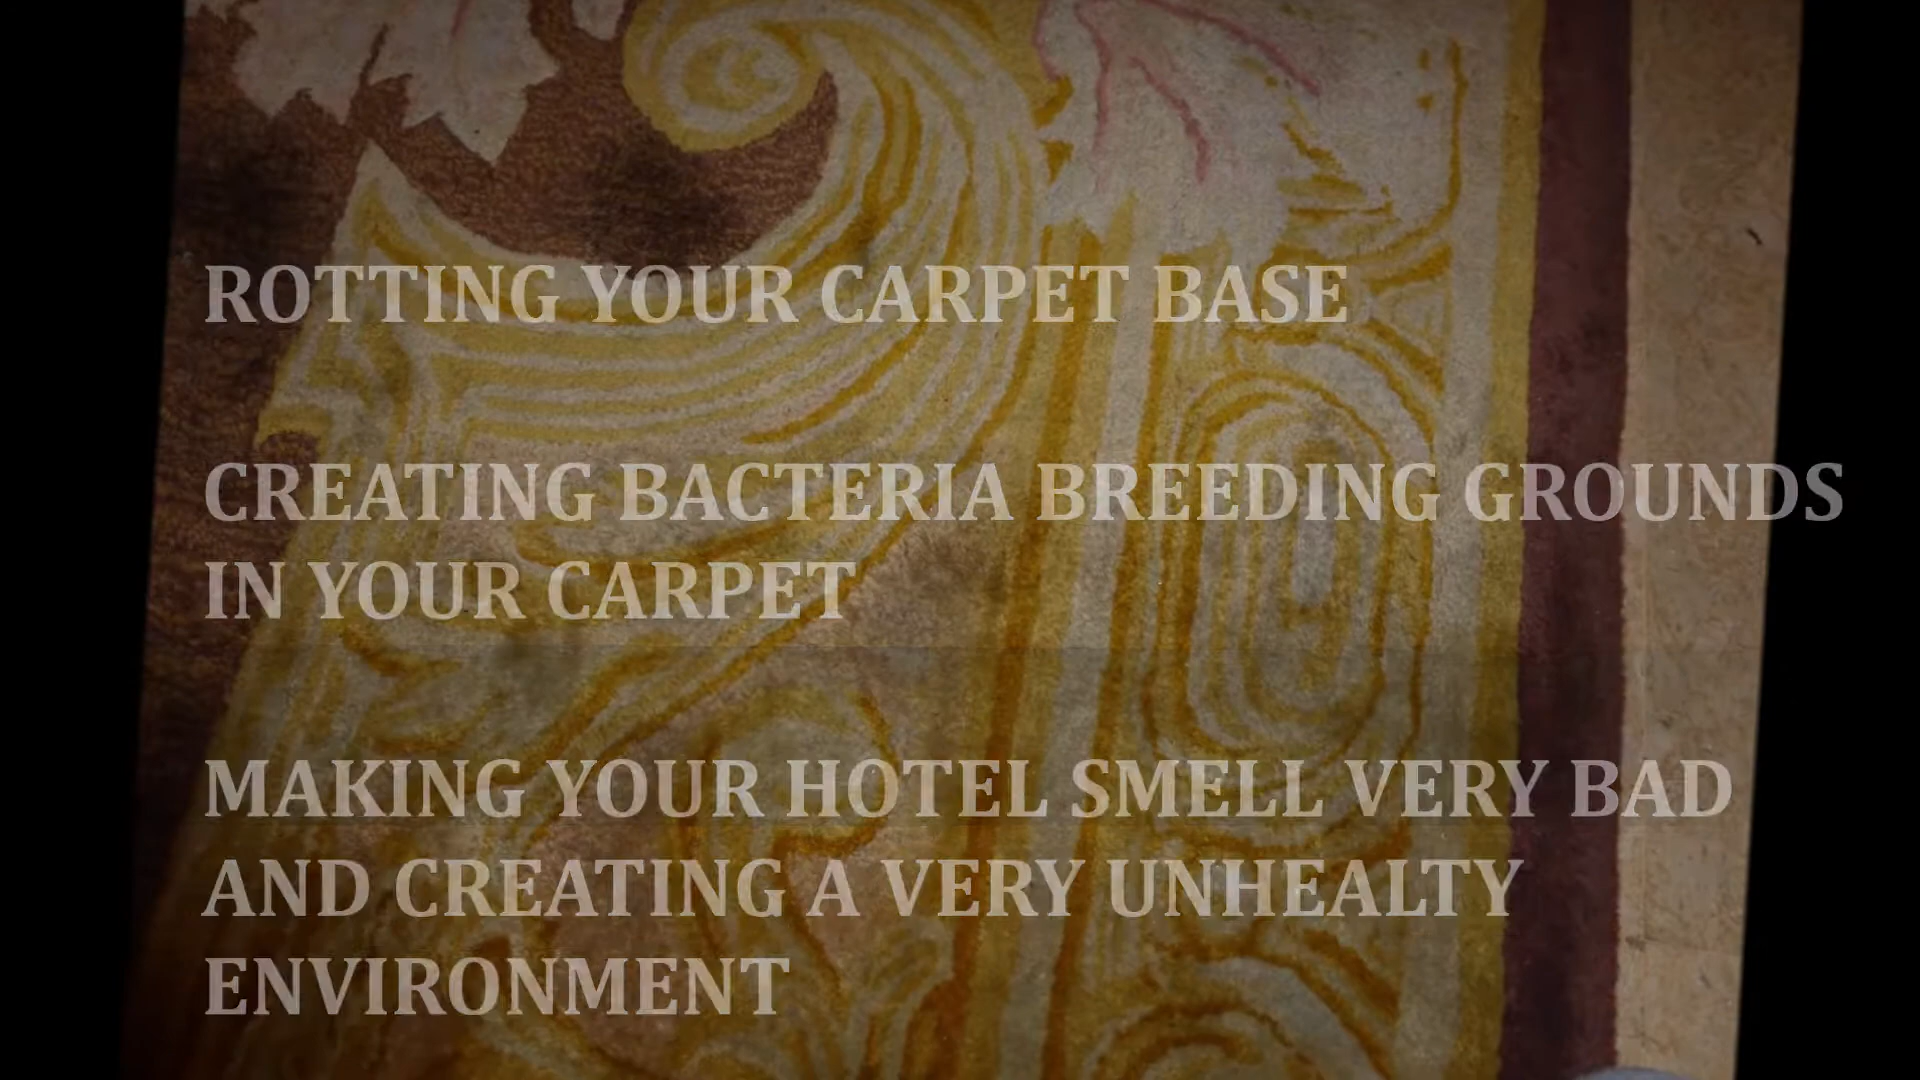 ROTTING YOUR CARPET BASE
CREATING BACTERIA BREEDING GROUNDS
IN YOUR CARPET
MAKING YOUR HOTEL SMELL VERY BAD
AND CREATING A VERY UNHEALTY
ENVIRONMENT